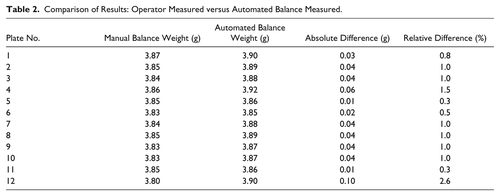 Table 2. Comparison of Results: Operator Measured versus Automated Balance Measured.
Plate No. Manual Balance Weight (g) Automated Balance Weight (g) Absolute Difference (g) Relative Difference (%)
1 3.87 3.90 0.03 0.8
2 3.85 3.89 0.04 1.0
3 3.84 3.88 0.04 1.0
4 3.86 3.92 0.06 1.5
5 3.85 3.86 0.01 0.3
6 3.83 3.85 0.02 0.5
7 3.84 3.88 0.04 1.0
8 3.85 3.89 0.04 1.0
9 3.83 3.87 0.04 1.0
10 3.83 3.87 0.04 1.0
11 3.85 3.86 0.01 0.3
12 3.80 3.90 0.10 2.6